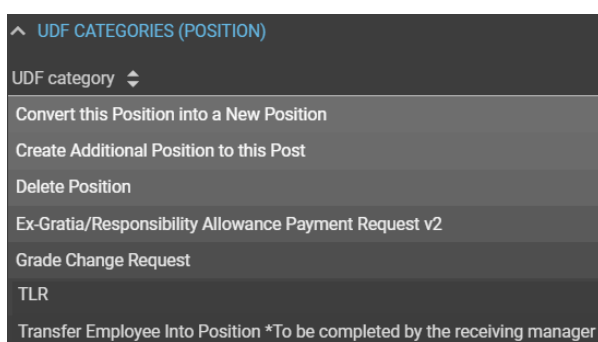 UDF CATEGORIES (POSITION)
UDF category
Convert this Position into a New Position
Create Additional Position to this Post
Delete Position
Ex-Gratia/Responsibility Allowance Payment Request v2
Grade Change Request
TLR
Transfer Employee Into Position *To be completed by the receiving manager